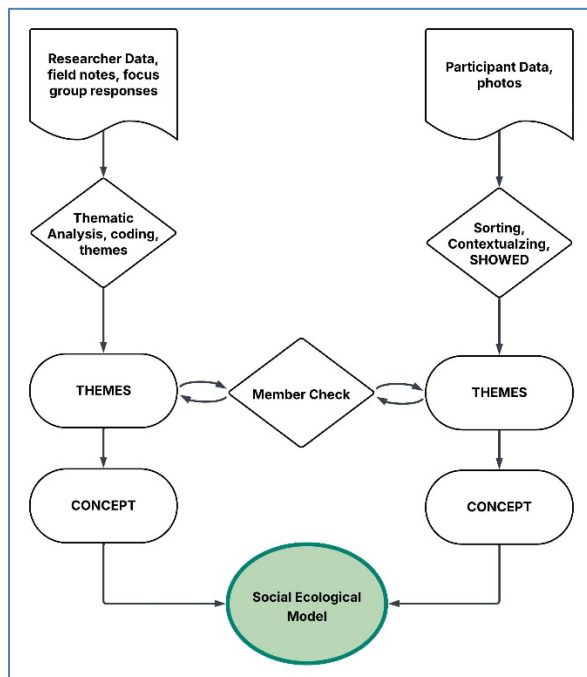 Researcher Data,
field notes, focus
group responses
Participant Data,
photos
Thematic
Analysis, coding,
themes
Sorting,
Contextualzing,
SHOWED
THEMES
Member Check
THEMES
CONCEPT
CONCEPT
Social Ecological
Model